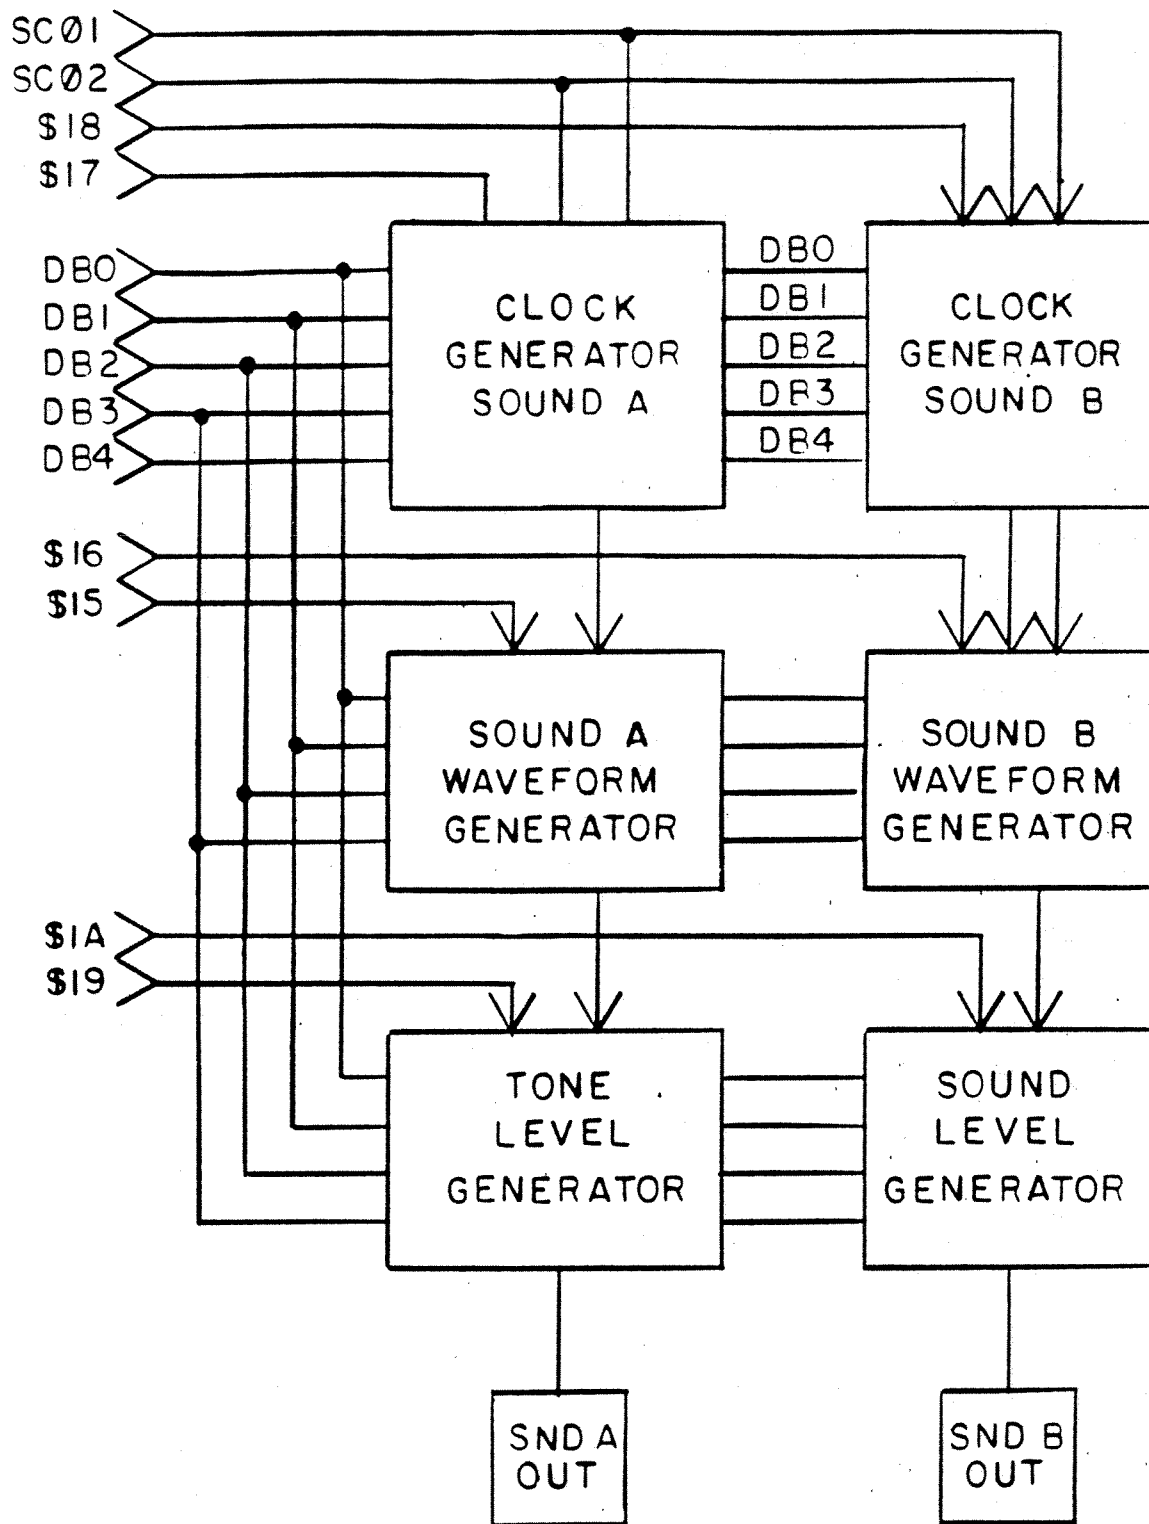 SCØ1
SCØ2
$18
$17
DB0
DB1
DB2
DB3
DB4
CLOCK
GENERATOR
SOUND A
DB0
DB1
DB2
DB3
DB4
CLOCK
GENERATOR
SOUND B
$16
$15
SOUND A
WAVEFORM
GENERATOR
SOUND B
WAVEFORM
GENERATOR
$1A
$19
TONE
LEVEL
GENERATOR
SOUND
LEVEL
GENERATOR
SND A
OUT
SND B
OUT